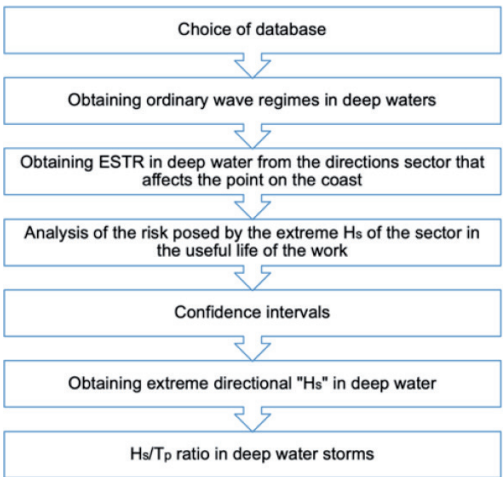 Choice of database
Obtaining ordinary wave regimes in deep waters
Obtaining ESTR in deep water from the directions sector that
affects the point on the coast
Analysis of the risk posed by the extreme Hs of the sector in
the useful life of the work
Confidence intervals
Obtaining extreme directional "Hs" in deep water
Hs/Tp ratio in deep water storms